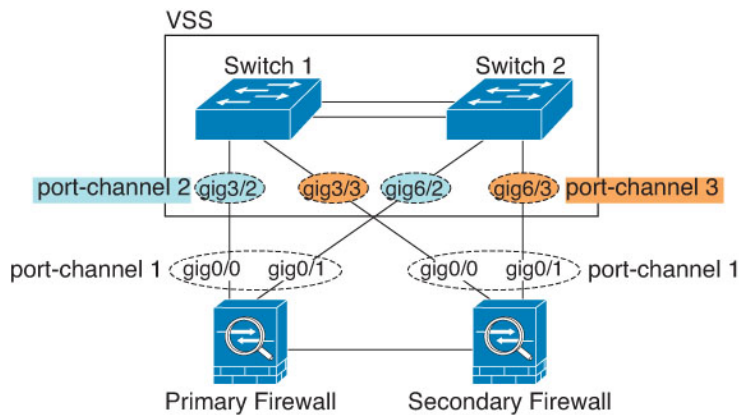 VSS
Switch 1
Switch 2
port-channel 2
gig3/2
gig3/3
gig6/2
gig6/3
port-channel 3
port-channel 1
gig0/0
gig0/1
gig0/0
gig0/1
port-channel 1
Primary Firewall
Secondary Firewall